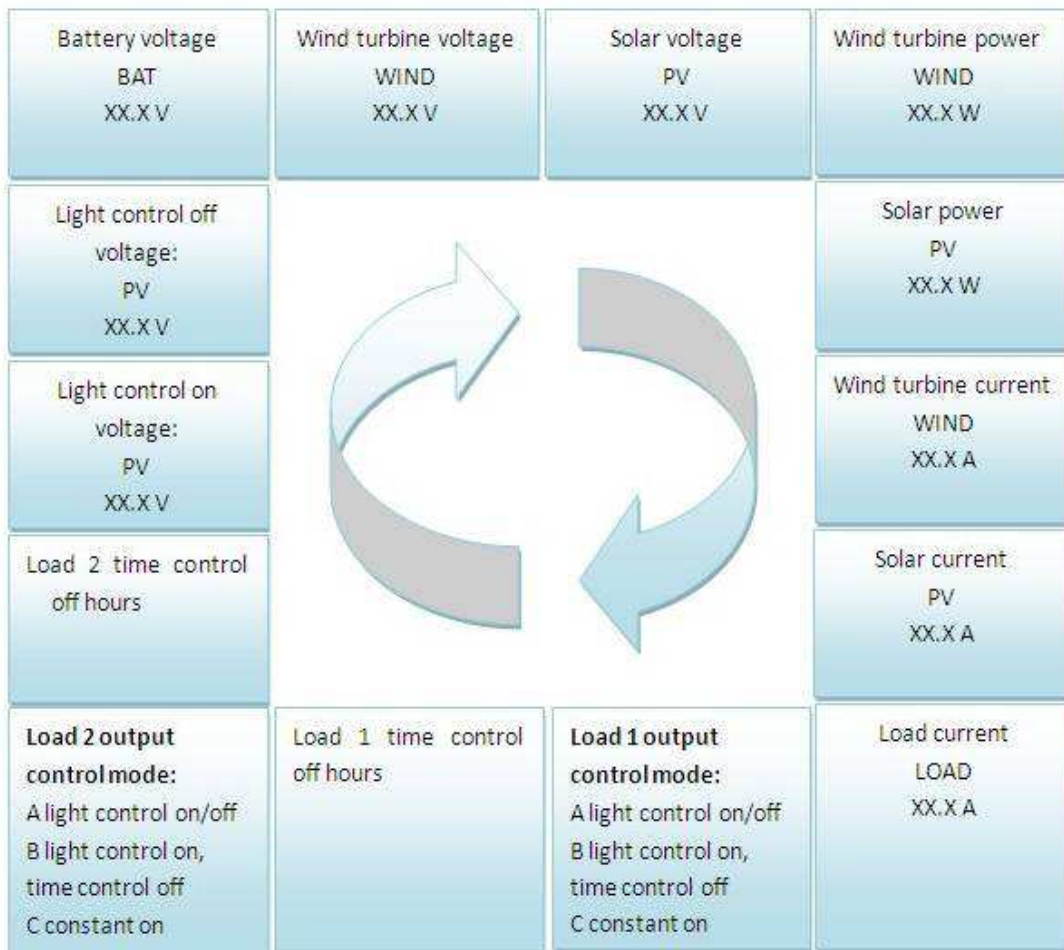 Battery voltage
BAT
XX.X V
Wind turbine voltage
WIND
XX.X V
Solar voltage
PV
XX.X V
Wind turbine power
WIND
XX.X W
Solar power
PV
XX.X W
Wind turbine current
WIND
XX.X A
Solar current
PV
XX.X A
Load current
LOAD
XX.X A
Load 1 output
control mode:
A light control on/off
B light control on,
time control off
C constant on
Load 1 time control
off hours
Load 2 output
control mode:
A light control on/off
B light control on,
time control off
C constant on
Load 2 time control
off hours
Light control on
voltage:
PV
XX.X V
Light control off
voltage:
PV
XX.X V